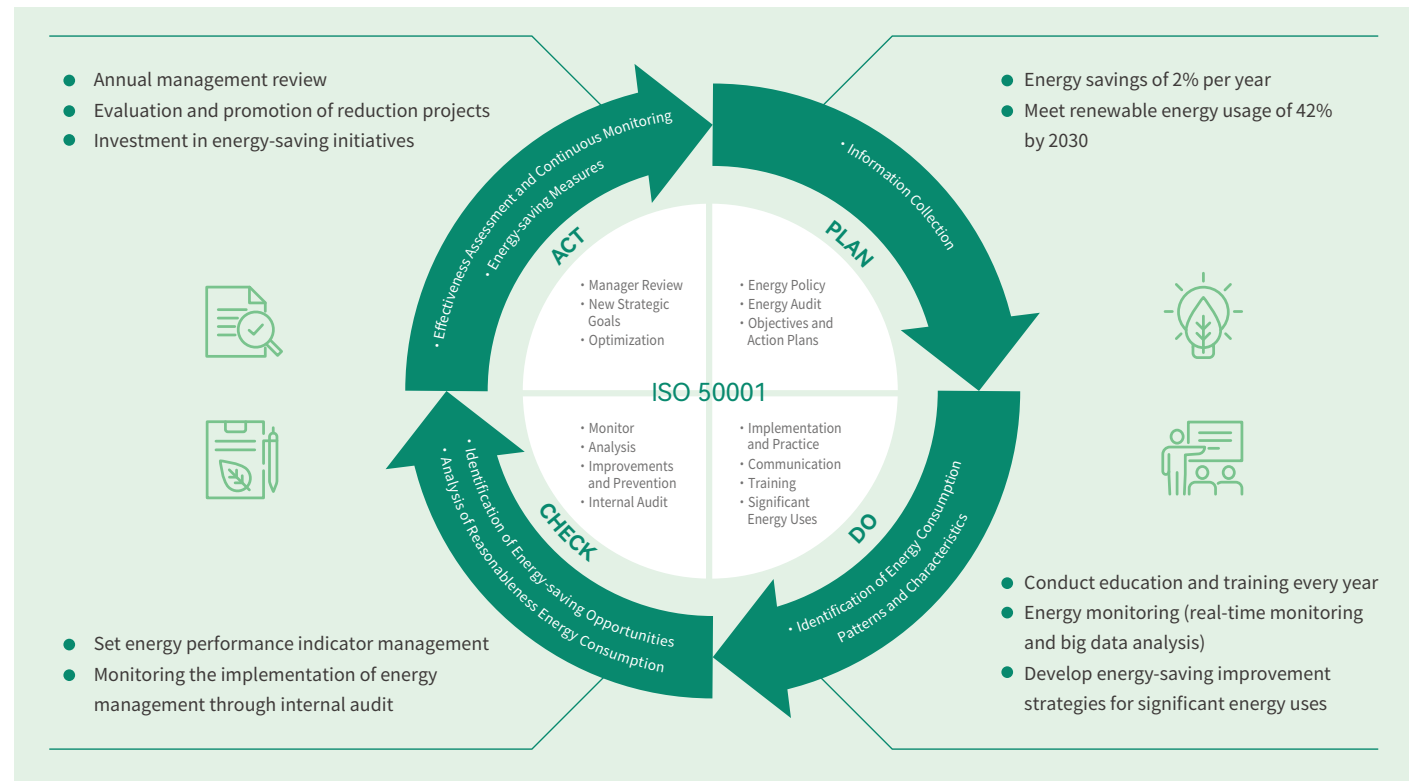 Annual management review
Evaluation and promotion of reduction projects
Investment in energy-saving initiatives
Energy savings of 2% per year
Meet renewable energy usage of 42%
by 2030
· Effectiveness Assessment and Continuous Monitoring
· Energy-saving Measures
· Information Collection
ACT
PLAN
· Manager Review
· New Strategic
Goals
· Optimization
· Energy Policy
· Energy Audit
· Objectives and
Action Plans
ISO 50001
· Monitor
· Analysis
· Improvements
and Prevention
· Internal Audit
· Implementation
and Practice
· Communication
· Training
· Significant
Energy Uses
CHECK
DO
· Identification of Energy-saving Opportunities
· Analysis of Reasonableness Energy Consumption
· Identification of Energy Consumption
Patterns and Characteristics
Set energy performance indicator management
Monitoring the implementation of energy
management through internal audit
Conduct education and training every year
Energy monitoring (real-time monitoring
and big data analysis)
Develop energy-saving improvement
strategies for significant energy uses